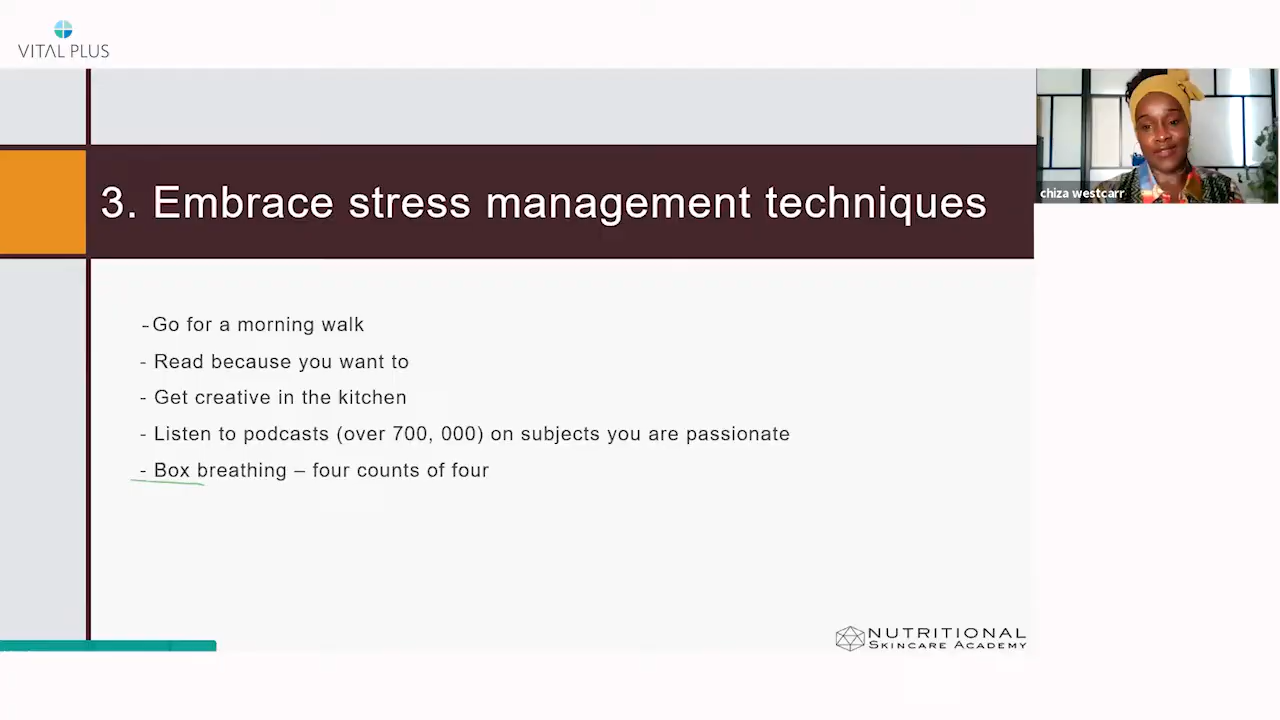 VITAL PLUS
chiza westcarr
3. Embrace stress management techniques
-Go for a morning walk
- Read because you want to
- Get creative in the kitchen
- Listen to podcasts (over 700, 000) on subjects you are passionate
- Box breathing – four counts of four
NUTRITIONAL
SKINCARE ACADEMY